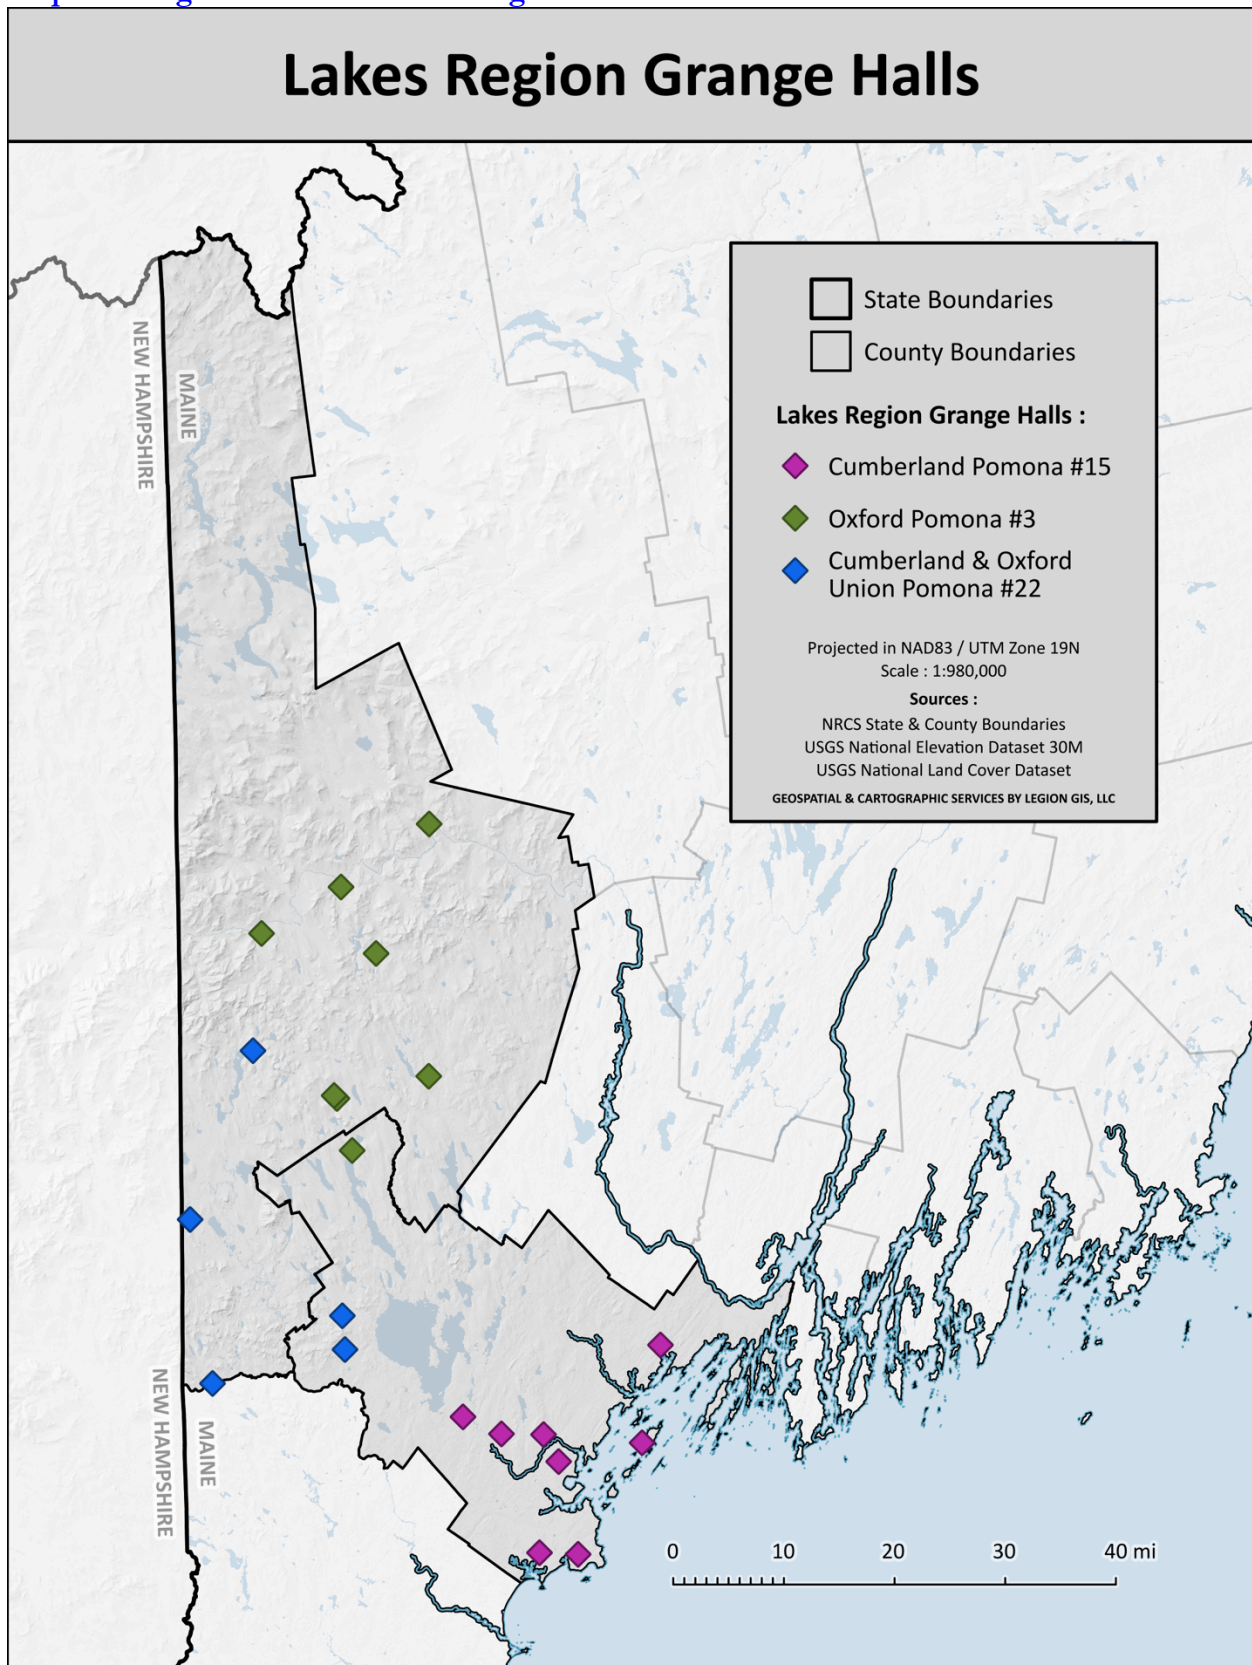 Lakes Region Grange Halls
NEW HAMPSHIRE
MAINE
State Boundaries
County Boundaries
Lakes Region Grange Halls :
Cumberland Pomona #15
Oxford Pomona #3
Cumberland & Oxford
Union Pomona #22
Projected in NAD83 / UTM Zone 19N
Scale : 1:980,000
Sources :
NRCS State & County Boundaries
USGS National Elevation Dataset 30M
USGS National Land Cover Dataset
GEOSPATIAL & CARTOGRAPHIC SERVICES BY LEGION GIS, LLC
NEW HAMPSHIRE
MAINE
0 10 20 30 40 mi